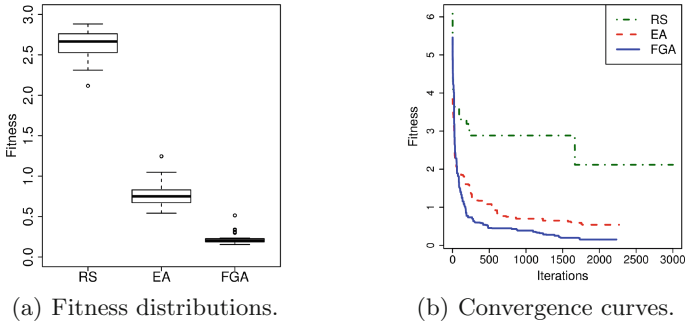 Fitness
0.0 0.5 1.0 1.5 2.0 2.5 3.0
RS EA FGA
(a) Fitness distributions.
Fitness
0 1 2 3 4 5 6
RS
EA
FGA
0 500 1000 1500 2000 2500 3000
Iterations
(b) Convergence curves.